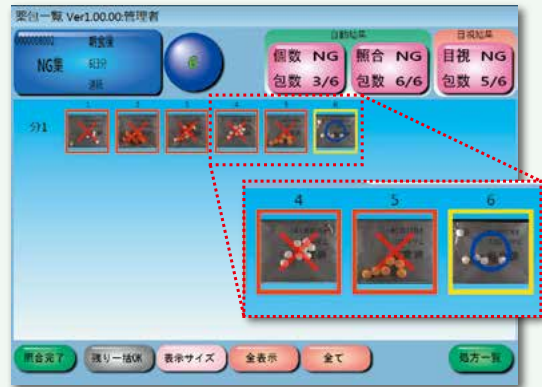 薬包一覧 Ver1.00.00:管理者
NG薬
自動結果
目視結果
個数 NG
包数 3/6
照合 NG
包数 6/6
目視 NG
包数 5/6
1 2 3 4 5 6
分1
4 5 6
照合完了
残り一括OK
表示サイズ
全表示
全て
処方一覧